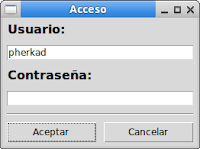 Acceso
Usuario:
pherkad
Contraseña:
Aceptar
Cancelar